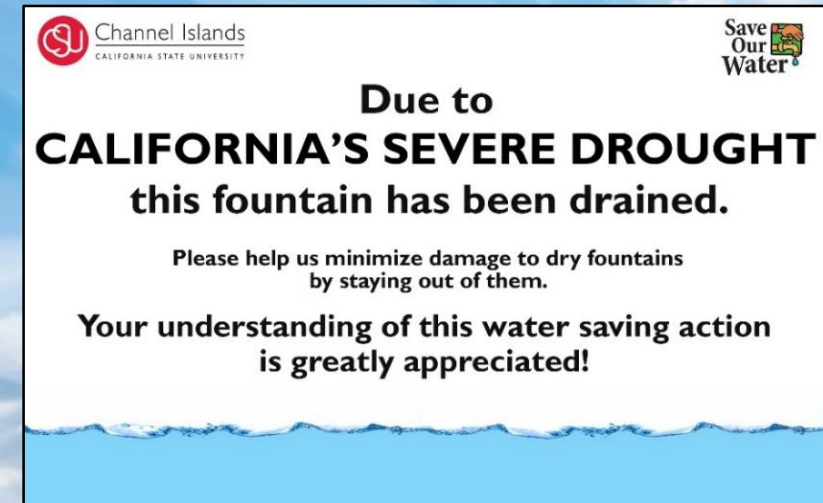 CSU
Channel Islands
CALIFORNIA STATE UNIVERSITY
Save
Our
Water
Due to
CALIFORNIA'S SEVERE DROUGHT
this fountain has been drained.
Please help us minimize damage to dry fountains
by staying out of them.
Your understanding of this water saving action
is greatly appreciated!